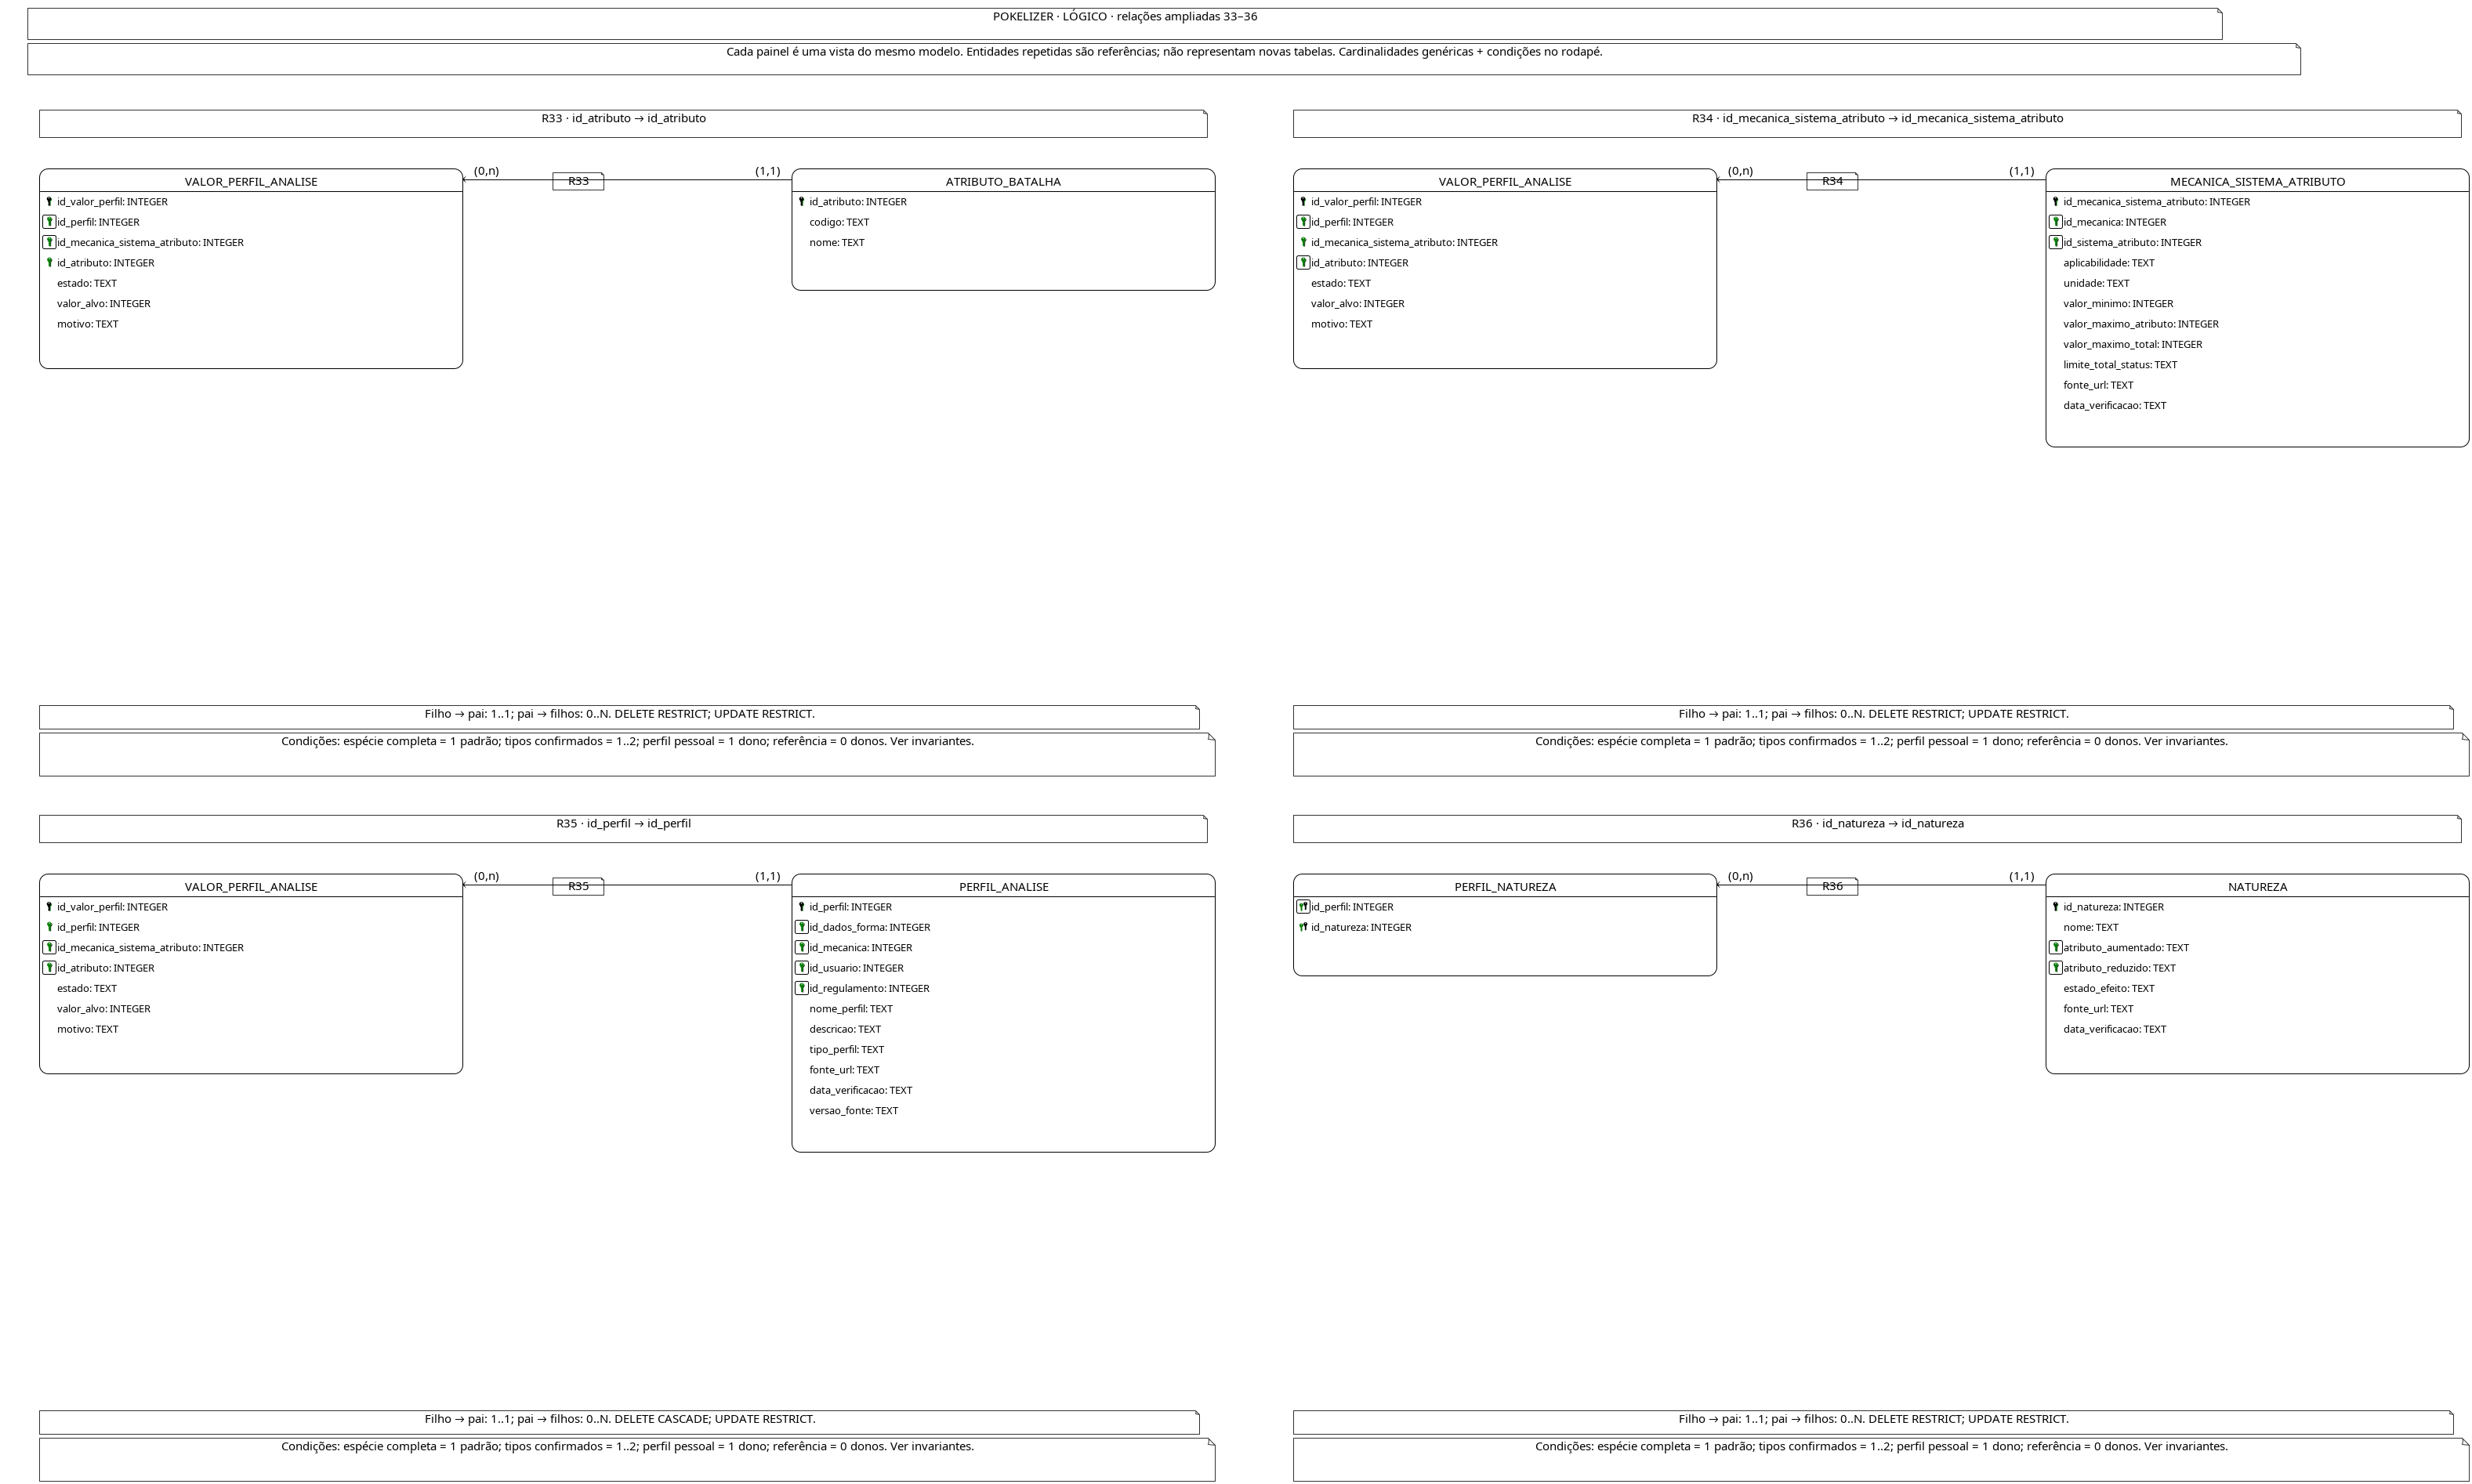 POKELIZER · LÓGICO · relações ampliadas 33–36
Cada painel é uma vista do mesmo modelo. Entidades repetidas são referências; não representam novas tabelas. Cardinalidades genéricas + condições no rodapé.
R33 · id_atributo → id_atributo
VALOR_PERFIL_ANALISE
id_valor_perfil: INTEGER
id_perfil: INTEGER
id_mecanica_sistema_atributo: INTEGER
id_atributo: INTEGER
estado: TEXT
valor_alvo: INTEGER
motivo: TEXT
(0,n)
R33
(1,1)
ATRIBUTO_BATALHA
id_atributo: INTEGER
codigo: TEXT
nome: TEXT
Filho → pai: 1..1; pai → filhos: 0..N. DELETE RESTRICT; UPDATE RESTRICT.
Condições: espécie completa = 1 padrão; tipos confirmados = 1..2; perfil pessoal = 1 dono; referência = 0 donos. Ver invariantes.
R34 · id_mecanica_sistema_atributo → id_mecanica_sistema_atributo
VALOR_PERFIL_ANALISE
id_valor_perfil: INTEGER
id_perfil: INTEGER
id_mecanica_sistema_atributo: INTEGER
id_atributo: INTEGER
estado: TEXT
valor_alvo: INTEGER
motivo: TEXT
(0,n)
R34
(1,1)
MECANICA_SISTEMA_ATRIBUTO
id_mecanica_sistema_atributo: INTEGER
id_mecanica: INTEGER
id_sistema_atributo: INTEGER
aplicabilidade: TEXT
unidade: TEXT
valor_minimo: INTEGER
valor_maximo_atributo: INTEGER
valor_maximo_total: INTEGER
limite_total_status: TEXT
fonte_url: TEXT
data_verificacao: TEXT
Filho → pai: 1..1; pai → filhos: 0..N. DELETE RESTRICT; UPDATE RESTRICT.
Condições: espécie completa = 1 padrão; tipos confirmados = 1..2; perfil pessoal = 1 dono; referência = 0 donos. Ver invariantes.
R35 · id_perfil → id_perfil
VALOR_PERFIL_ANALISE
id_valor_perfil: INTEGER
id_perfil: INTEGER
id_mecanica_sistema_atributo: INTEGER
id_atributo: INTEGER
estado: TEXT
valor_alvo: INTEGER
motivo: TEXT
(0,n)
R35
(1,1)
PERFIL_ANALISE
id_perfil: INTEGER
id_dados_forma: INTEGER
id_mecanica: INTEGER
id_usuario: INTEGER
id_regulamento: INTEGER
nome_perfil: TEXT
descricao: TEXT
tipo_perfil: TEXT
fonte_url: TEXT
data_verificacao: TEXT
versao_fonte: TEXT
Filho → pai: 1..1; pai → filhos: 0..N. DELETE CASCADE; UPDATE RESTRICT.
Condições: espécie completa = 1 padrão; tipos confirmados = 1..2; perfil pessoal = 1 dono; referência = 0 donos. Ver invariantes.
R36 · id_natureza → id_natureza
PERFIL_NATUREZA
id_perfil: INTEGER
id_natureza: INTEGER
(0,n)
R36
(1,1)
NATUREZA
id_natureza: INTEGER
nome: TEXT
atributo_aumentado: TEXT
atributo_reduzido: TEXT
estado_efeito: TEXT
fonte_url: TEXT
data_verificacao: TEXT
Filho → pai: 1..1; pai → filhos: 0..N. DELETE RESTRICT; UPDATE RESTRICT.
Condições: espécie completa = 1 padrão; tipos confirmados = 1..2; perfil pessoal = 1 dono; referência = 0 donos. Ver invariantes.